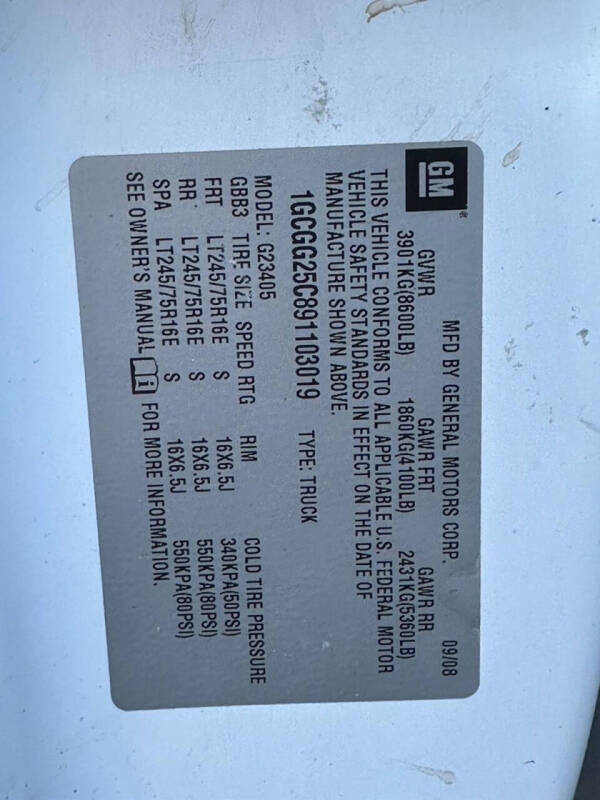 GM®
MFD BY GENERAL MOTORS CORP. 09/08
GVWR GAWR FRT GAWR RR
3901KG(8600LB) 1860KG(4100LB) 2431KG(5360LB)
THIS VEHICLE CONFORMS TO ALL APPLICABLE U.S. FEDERAL MOTOR
VEHICLE SAFETY STANDARDS IN EFFECT ON THE DATE OF
MANUFACTURE SHOWN ABOVE.
1GCGG25C891103019 TYPE: TRUCK
MODEL: G23405
GBB3 TIRE SIZE SPEED RTG RIM COLD TIRE PRESSURE
FRT LT245/75R16E S 16X6.5J 340KPA(50PSI)
RR LT245/75R16E S 16X6.5J 550KPA(80PSI)
SPA LT245/75R16E S 16X6.5J 550KPA(80PSI)
SEE OWNER'S MANUAL i FOR MORE INFORMATION.